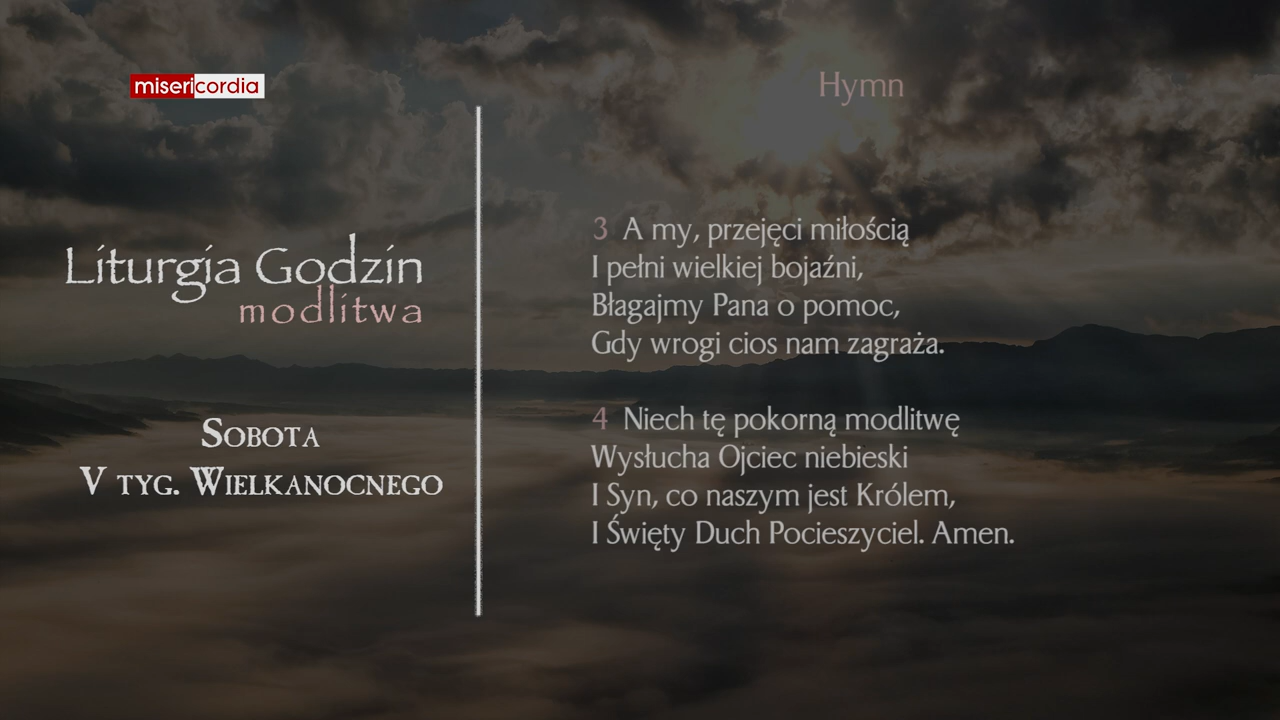 misericordia
Liturgia Godzin
modlitwa
Sobota
V tyg. Wielkanocnego
Hymn
3 A my, przejęci miłością
I pełni wielkiej bojaźni,
Błagajmy Pana o pomoc,
Gdy wrogi cios nam zagraża.
4 Niech tę pokorną modlitwę
Wysłucha Ojciec niebieski
I Syn, co naszym jest Królem,
I Święty Duch Pocieszyciel. Amen.